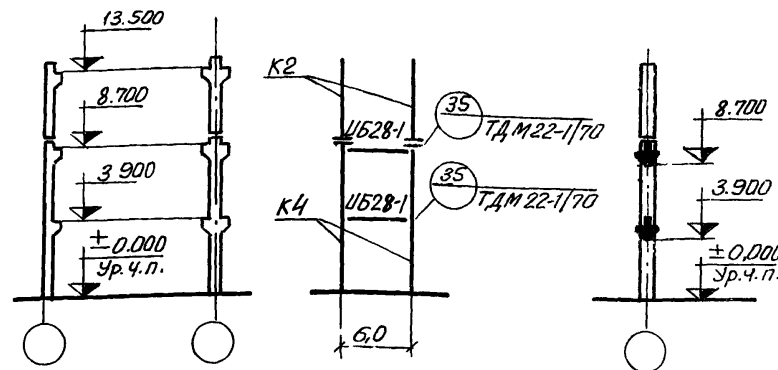 13.500
8.700
3.900
± 0.000
Ур.ч.п.
К2
ИБ28-1
35
ТДМ22-1/70
ИБ28-1
35
ТДМ22-1/70
К4
6,0
8.700
3.900
± 0,000
Ур.ч.п.